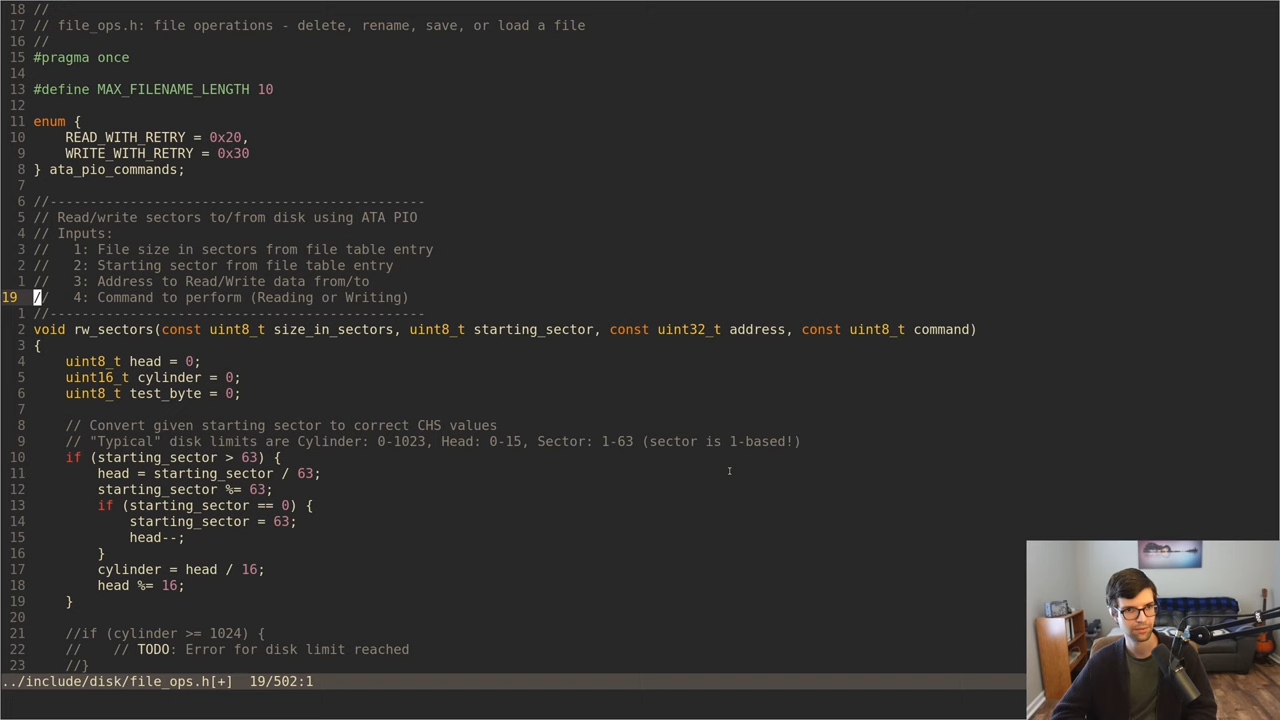 18 //
17 // file_ops.h: file operations - delete, rename, save, or load a file
16 //
15 #pragma once
14
13 #define MAX_FILENAME_LENGTH 10
12
11 enum {
10     READ_WITH_RETRY = 0x20,
9     WRITE_WITH_RETRY = 0x30
8 } ata_pio_commands;
7
6 //-----------------------------------------------
5 // Read/write sectors to/from disk using ATA PIO
4 // Inputs:
3 //   1: File size in sectors from file table entry
2 //   2: Starting sector from file table entry
1 //   3: Address to Read/Write data from/to
19 //   4: Command to perform (Reading or Writing)
1 //-----------------------------------------------
2 void rw_sectors(const uint8_t size_in_sectors, uint8_t starting_sector, const uint32_t address, const uint8_t command)
3 {
4     uint8_t head = 0;
5     uint16_t cylinder = 0;
6     uint8_t test_byte = 0;
7
8     // Convert given starting sector to correct CHS values
9     // "Typical" disk limits are Cylinder: 0-1023, Head: 0-15, Sector: 1-63 (sector is 1-based!)
10     if (starting_sector > 63) {
11         head = starting_sector / 63;
12         starting_sector %= 63;
13         if (starting_sector == 0) {
14             starting_sector = 63;
15             head--;
16         }
17         cylinder = head / 16;
18         head %= 16;
19     }
20
21     //if (cylinder >= 1024) {
22     //    // TODO: Error for disk limit reached
23     //}
../include/disk/file_ops.h[+]  19/502:1